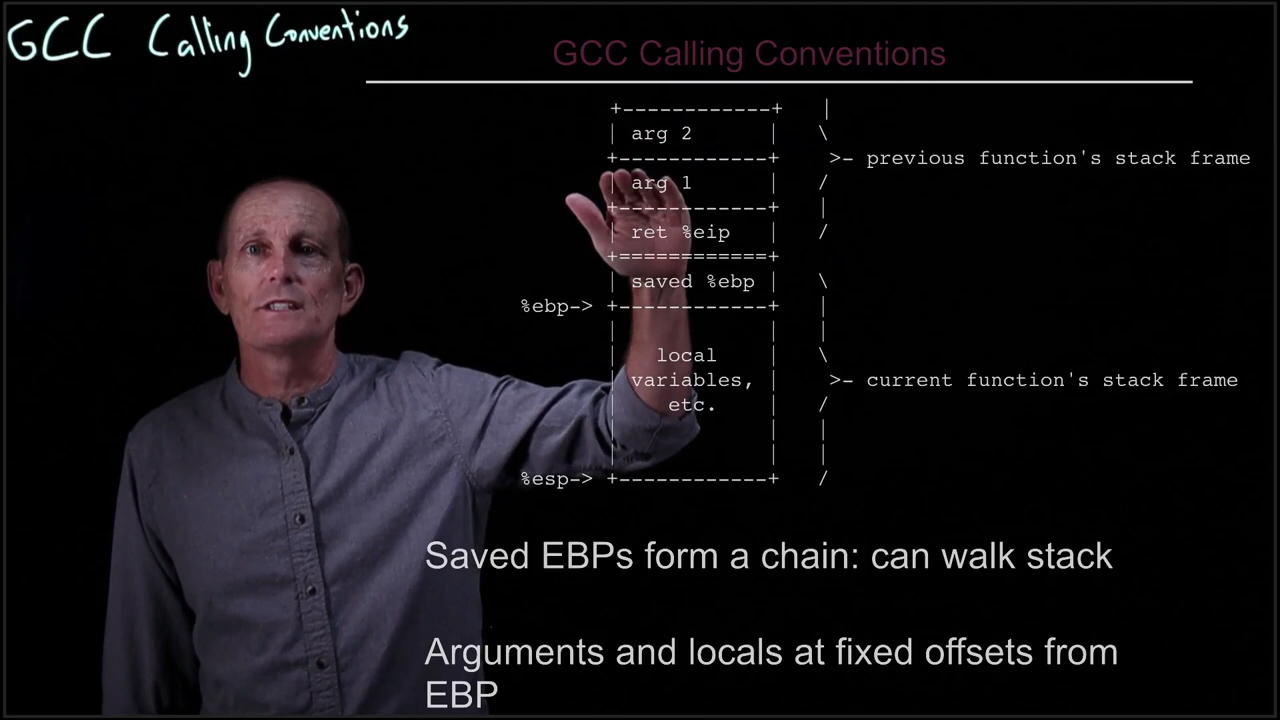 GCC Calling Conventions
GCC Calling Conventions
+------------+ |
| arg 2 | \
+------------+ >- previous function's stack frame
| arg 1 | /
+------------+ |
| ret %eip | /
+============+
| saved %ebp | \
%ebp-> +------------+ |
| | |
| local | \
| variables, | >- current function's stack frame
| etc. | /
| | |
| | |
%esp-> +------------+ /
Saved EBPs form a chain: can walk stack
Arguments and locals at fixed offsets from
EBP